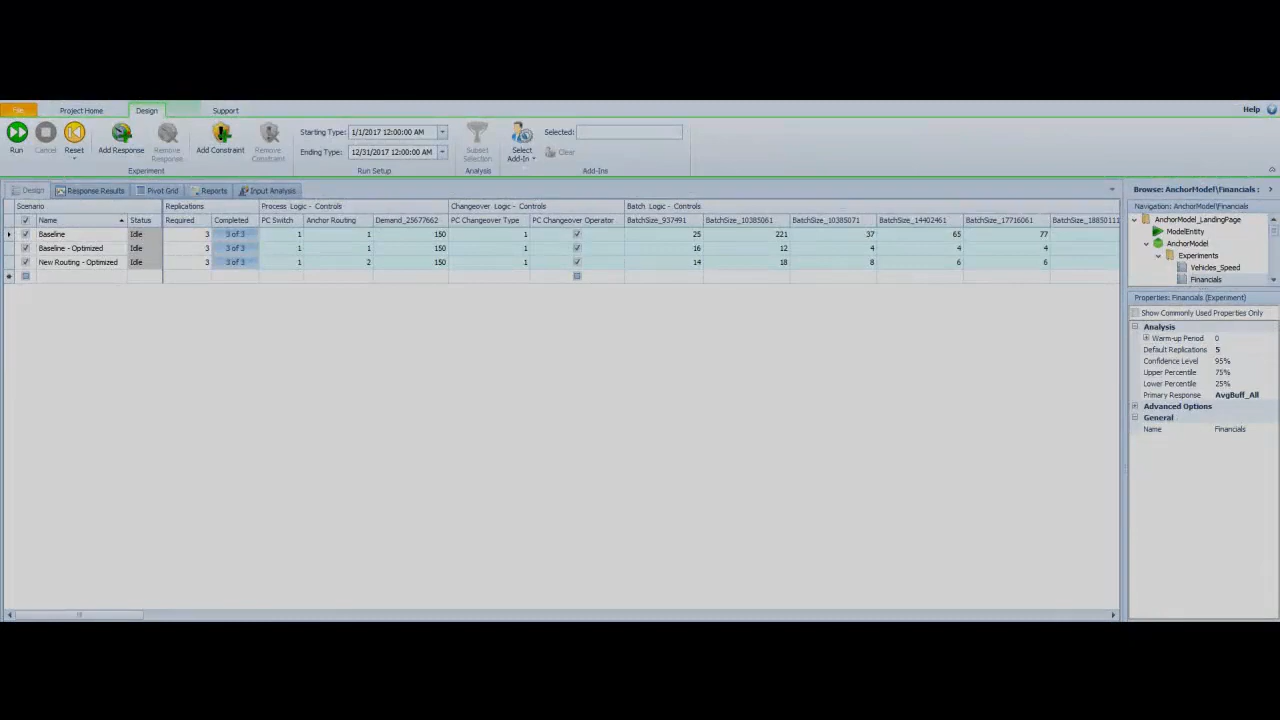 File Project Home Design Support Help
Run Cancel Reset Add Response Remove Response Add Constraint Remove Constraint Starting Type: 1/1/2017 12:00:00 AM Subset Selection Select Add-In Selected:
Ending Type: 12/31/2017 12:00:00 AM Clear
Experiment Run Setup Analysis Add-Ins
Design Response Results Pivot Grid Reports Input Analysis
Scenario Replications Process Logic - Controls Changeover Logic - Controls Batch Logic - Controls
Name Status Required Completed PC Switch Anchor Routing Demand_25677662 PC Changeover Type PC Changeover Operator BatchSize_937491 BatchSize_10385061 BatchSize_10385071 BatchSize_14402461 BatchSize_17716061 BatchSize_18850111
Baseline Idle 3 3 of 3 1 1 150 1 25 221 37 65 77
Baseline - Optimized Idle 3 3 of 3 1 1 150 1 16 12 4 4 4
New Routing - Optimized Idle 3 3 of 3 1 2 150 1 14 18 8 6 6
Browse: AnchorModel\Financials :
Navigation: AnchorModel\Financials
AnchorModel_LandingPage
ModelEntity
AnchorModel
Experiments
Vehicles_Speed
Financials
Properties: Financials (Experiment)
Show Commonly Used Properties Only
Analysis
Warm-up Period 0
Default Replications 5
Confidence Level 95%
Upper Percentile 75%
Lower Percentile 25%
Primary Response AvgBuff_All
Advanced Options
General
Name Financials